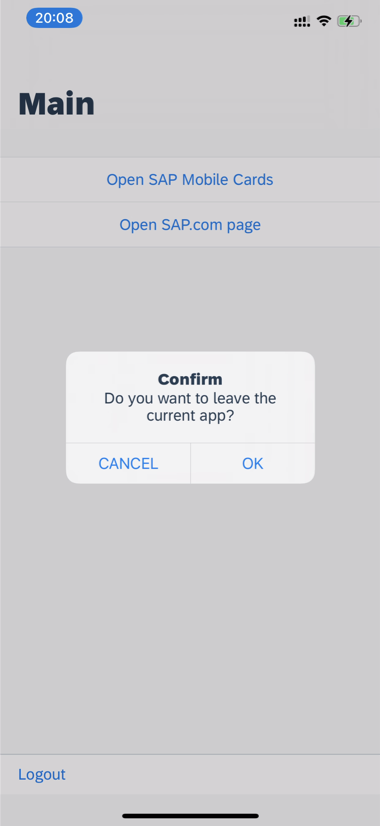 20:08
Main
Open SAP Mobile Cards
Open SAP.com page
Confirm
Do you want to leave the
current app?
CANCEL
OK
Logout